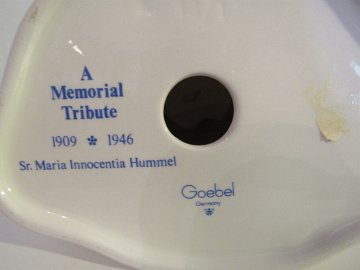 A
Memorial
Tribute
1909 * 1946
Sr. Maria Innocentia Hummel
Goebel
Germany